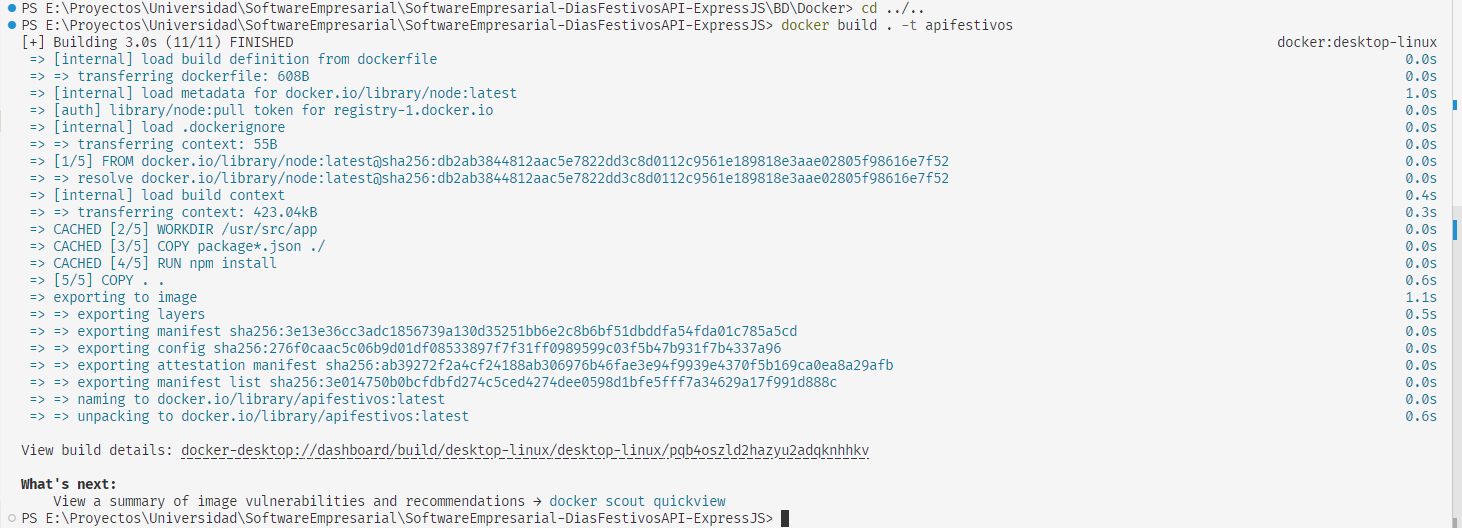 PS E:\Proyectos\Universidad\SoftwareEmpresarial\SoftwareEmpresarial-DiasFestivosAPI-ExpressJS\BD\Docker> cd ../..
PS E:\Proyectos\Universidad\SoftwareEmpresarial\SoftwareEmpresarial-DiasFestivosAPI-ExpressJS> docker build . -t apifestivos
[+] Building 3.0s (11/11) FINISHED docker:desktop-linux
=> [internal] load build definition from dockerfile 0.0s
=> => transferring dockerfile: 608B 0.0s
=> [internal] load metadata for docker.io/library/node:latest 1.0s
=> [auth] library/node:pull token for registry-1.docker.io 0.0s
=> [internal] load .dockerignore 0.0s
=> => transferring context: 55B 0.0s
=> [1/5] FROM docker.io/library/node:latest@sha256:db2ab3844812aac5e7822dd3c8d0112c9561e189818e3aae02805f98616e7f52 0.0s
=> => resolve docker.io/library/node:latest@sha256:db2ab3844812aac5e7822dd3c8d0112c9561e189818e3aae02805f98616e7f52 0.0s
=> [internal] load build context 0.4s
=> => transferring context: 423.04kB 0.3s
=> CACHED [2/5] WORKDIR /usr/src/app 0.0s
=> CACHED [3/5] COPY package*.json ./ 0.0s
=> CACHED [4/5] RUN npm install 0.0s
=> [5/5] COPY . . 0.6s
=> exporting to image 1.1s
=> => exporting layers 0.5s
=> => exporting manifest sha256:3e13e36cc3adc1856739a130d35251bb6e2c8b6bf51dbddfa54fda01c785a5cd 0.0s
=> => exporting config sha256:276f0caac5c06b9d01df08533897f7f31ff0989599c03f5b47b931f7b4337a96 0.0s
=> => exporting attestation manifest sha256:ab39272f2a4cf24188ab306976b46fae3e94f9939e4370f5b169ca0ea8a29afb 0.0s
=> => exporting manifest list sha256:3e014750b0bcfdbfd274c5ced4274dee0598d1bfe5fff7a34629a17f991d888c 0.0s
=> => naming to docker.io/library/apifestivos:latest 0.0s
=> => unpacking to docker.io/library/apifestivos:latest 0.6s
View build details: docker-desktop://dashboard/build/desktop-linux/desktop-linux/pqb4oszld2hazyu2adqknhhkv
What's next:
View a summary of image vulnerabilities and recommendations → docker scout quickview
PS E:\Proyectos\Universidad\SoftwareEmpresarial\SoftwareEmpresarial-DiasFestivosAPI-ExpressJS>